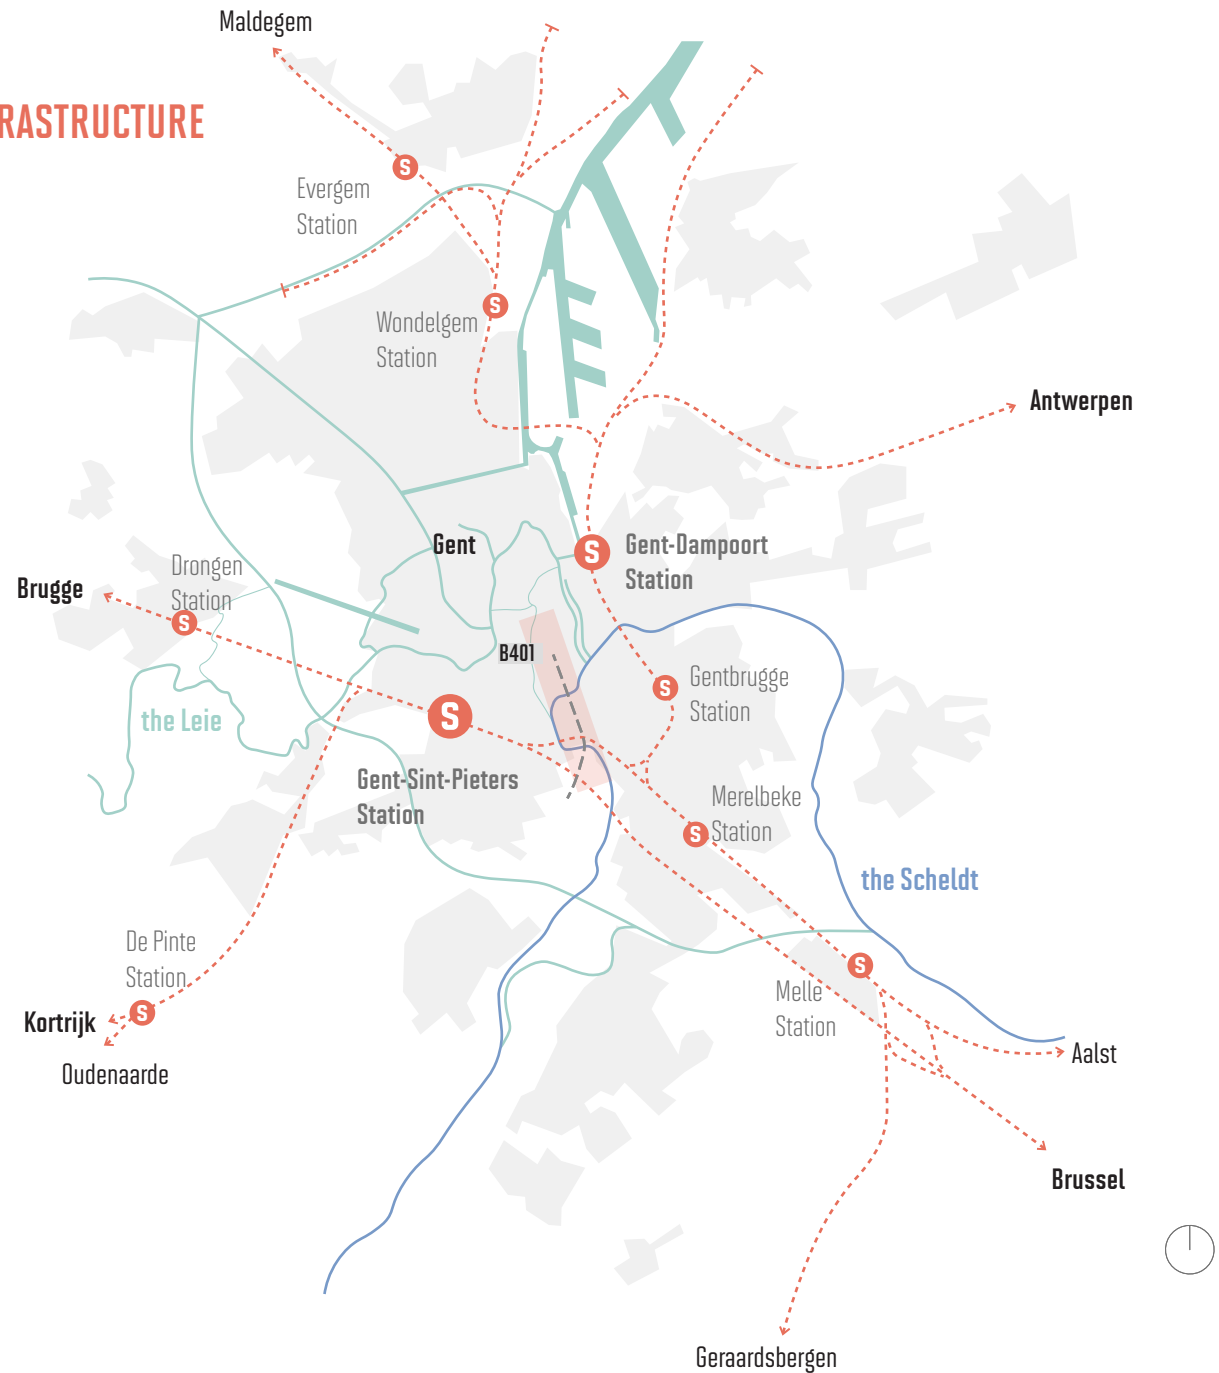 Maldegem
RASTRUCTURE
Evergem
Station
S
Wondelgem
Station
S
Antwerpen
Gent
S
Gent-Dampoort
Station
Drongen
Station
Brugge
S
B401
S
Gentbrugge
Station
the Leie
S
Gent-Sint-Pieters
Station
Merelbeke
Station
S
the Scheldt
De Pinte
Station
S
Melle
Station
S
Kortrijk
Oudenaarde
Aalst
Brussel
Geraardsbergen